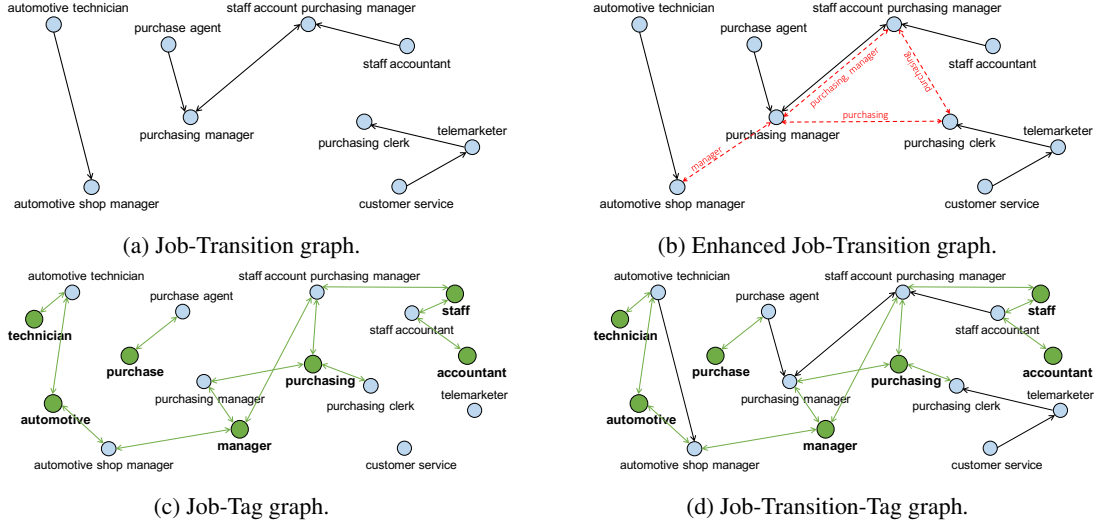 automotive technician
purchase agent
staff account purchasing manager
staff accountant
purchasing manager
purchasing clerk
telemarketer
automotive shop manager
customer service
(a) Job-Transition graph.
automotive technician
purchase agent
staff account purchasing manager
staff accountant
purchasing, manager
purchasing
purchasing
purchasing manager
purchasing clerk
telemarketer
manager
automotive shop manager
customer service
(b) Enhanced Job-Transition graph.
automotive technician
purchase agent
staff account purchasing manager
staff
technician
staff accountant
purchase
purchasing
accountant
purchasing manager
purchasing clerk
telemarketer
automotive
manager
automotive shop manager
customer service
(c) Job-Tag graph.
automotive technician
purchase agent
staff account purchasing manager
staff
technician
staff accountant
purchase
purchasing
accountant
purchasing manager
purchasing clerk
telemarketer
automotive
manager
automotive shop manager
customer service
(d) Job-Transition-Tag graph.